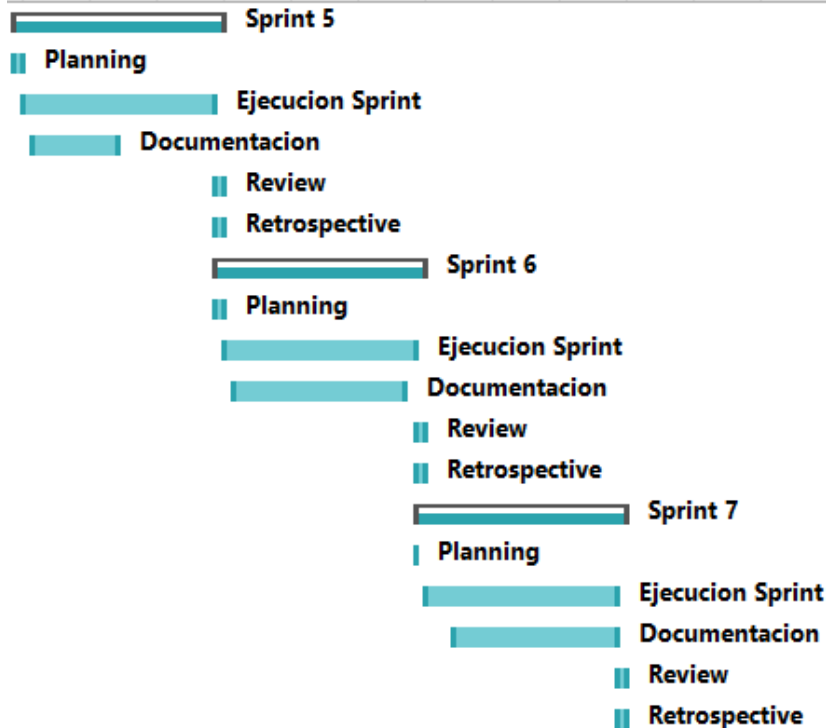 Sprint 5
Planning
Ejecucion Sprint
Documentacion
Review
Retrospective
Sprint 6
Planning
Ejecucion Sprint
Documentacion
Review
Retrospective
Sprint 7
Planning
Ejecucion Sprint
Documentacion
Review
Retrospective